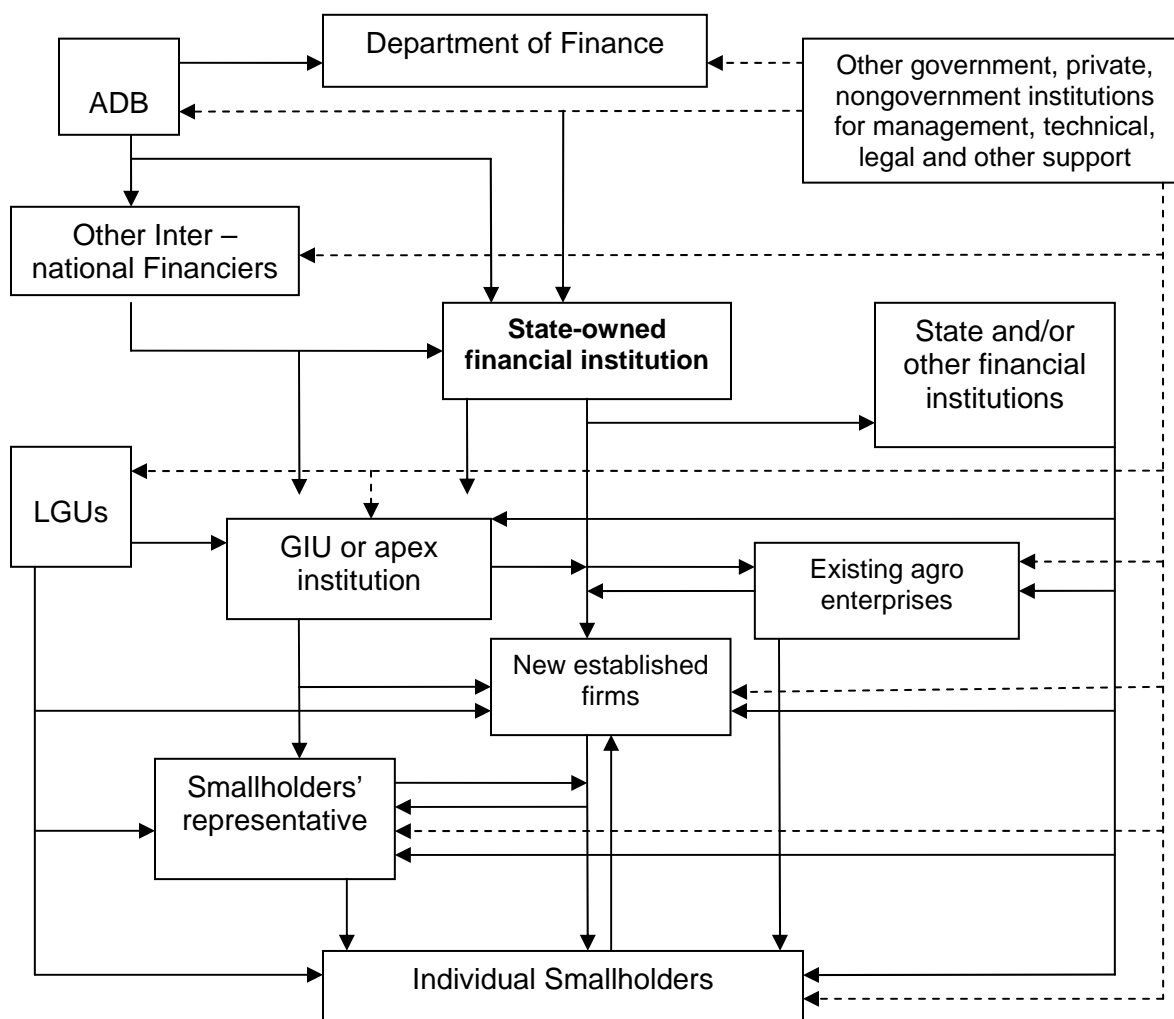 Department of Finance
ADB
Other government, private,
nongovernment institutions
for management, technical,
legal and other support
Other Inter –
national Financiers
State-owned
financial institution
State and/or
other financial
institutions
LGUs
GIU or apex
institution
Existing agro
enterprises
New established
firms
Smallholders’
representative
Individual Smallholders